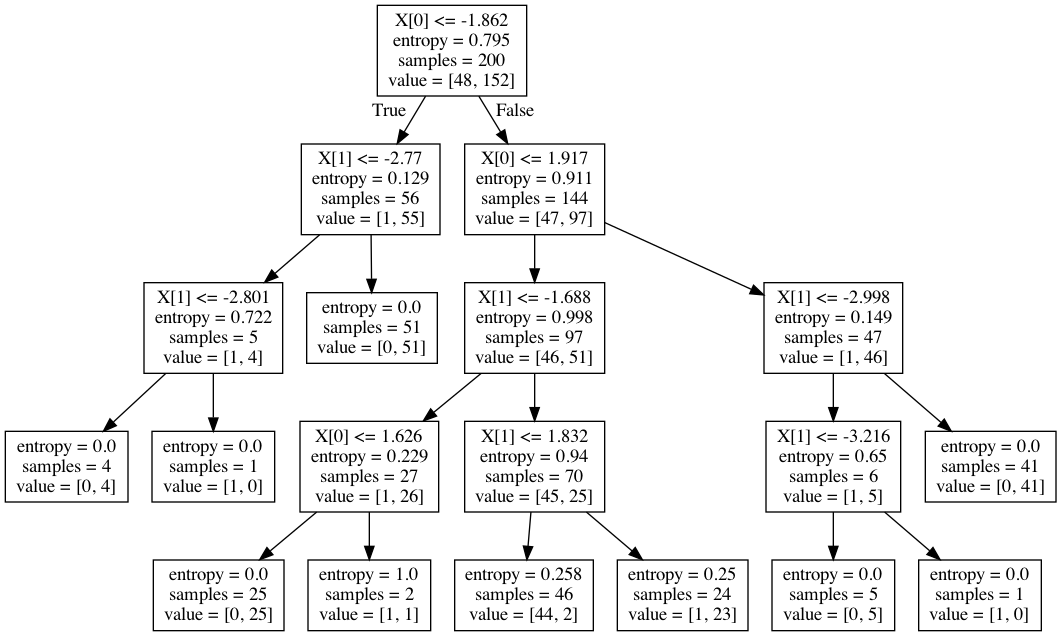 X[0] <= -1.862
entropy = 0.795
samples = 200
value = [48, 152]
True
False
X[1] <= -2.77
entropy = 0.129
samples = 56
value = [1, 55]
X[0] <= 1.917
entropy = 0.911
samples = 144
value = [47, 97]
X[1] <= -2.801
entropy = 0.722
samples = 5
value = [1, 4]
entropy = 0.0
samples = 51
value = [0, 51]
X[1] <= -1.688
entropy = 0.998
samples = 97
value = [46, 51]
X[1] <= -2.998
entropy = 0.149
samples = 47
value = [1, 46]
entropy = 0.0
samples = 4
value = [0, 4]
entropy = 0.0
samples = 1
value = [1, 0]
X[0] <= 1.626
entropy = 0.229
samples = 27
value = [1, 26]
X[1] <= 1.832
entropy = 0.94
samples = 70
value = [45, 25]
X[1] <= -3.216
entropy = 0.65
samples = 6
value = [1, 5]
entropy = 0.0
samples = 41
value = [0, 41]
entropy = 0.0
samples = 25
value = [0, 25]
entropy = 1.0
samples = 2
value = [1, 1]
entropy = 0.258
samples = 46
value = [44, 2]
entropy = 0.25
samples = 24
value = [1, 23]
entropy = 0.0
samples = 5
value = [0, 5]
entropy = 0.0
samples = 1
value = [1, 0]